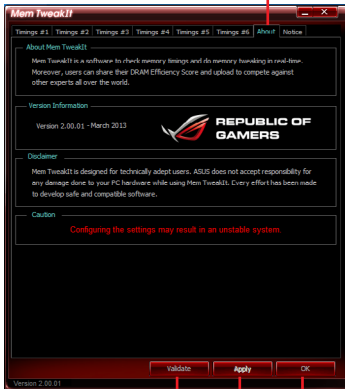 Mem TweakIt
Timings #1 Timings #2 Timings #3 Timings #4 Timings #5 Timings #6 About Notice
About Mem TweakIt
Mem TweakIt is a software to check memory timings and do memory tweaking in real-time.
Moreover, users can share their DRAM Efficiency Score and upload to compete against
other experts all over the world.
Version Information
Version 2.00.01 - March 2013
REPUBLIC OF
GAMERS
Disclaimer
Mem TweakIt is designed for technically adept users. ASUS does not accept responsibility for
any damage done to your PC hardware while using Mem TweakIt. Every effort has been made
to develop safe and compatible software.
Caution
Configuring the settings may result in an unstable system.
Validate Apply OK
Version 2.00.01